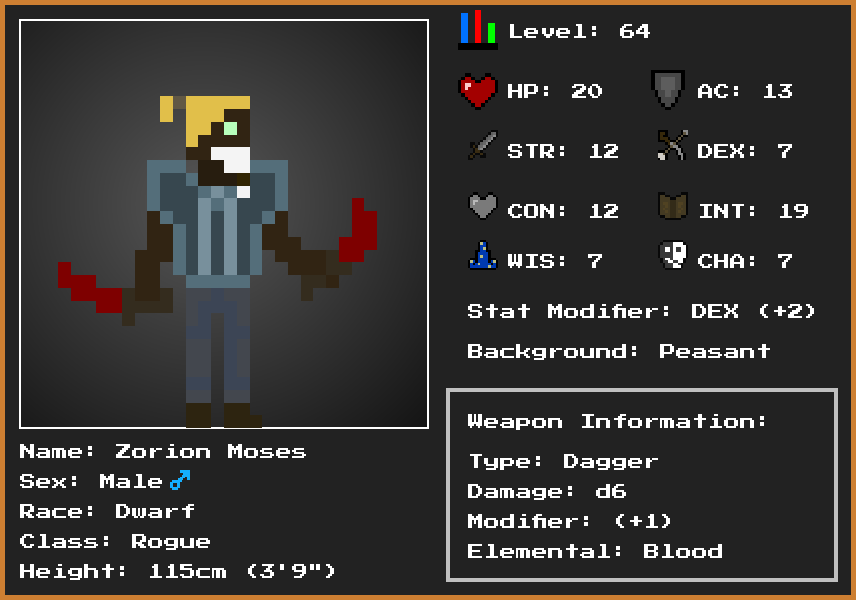 Level: 64
HP: 20
AC: 13
STR: 12
DEX: 7
CON: 12
INT: 19
WIS: 7
CHA: 7
Stat Modifier: DEX (+2)
Background: Peasant
Name: Zorion Moses
Sex: Male♂
Race: Dwarf
Class: Rogue
Height: 115cm (3'9")
Weapon Information:
Type: Dagger
Damage: d6
Modifier: (+1)
Elemental: Blood